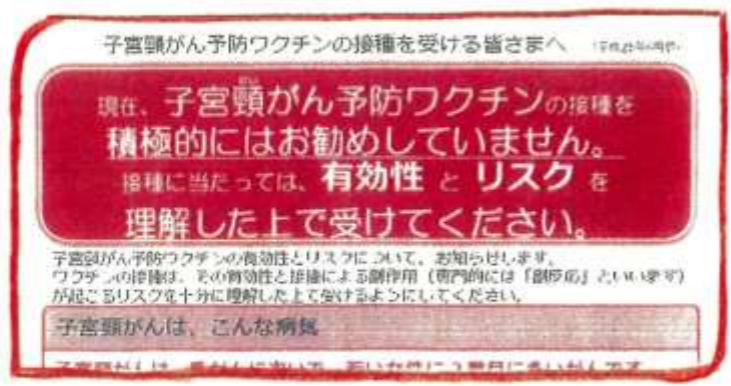 子宮頸がん予防ワクチンの接種を受ける皆さまへ
現在、子宮頸がん予防ワクチンの接種を
積極的にはお勧めしていません。
接種に当たっては、有効性 と リスク を
理解した上で受けてください。
子宮頸がん予防ワクチンの有効性とリスクについて、お知らせします。
ワクチンの接種は、その有効性と接種による副作用（専門的には「副反応」といいます）
が起こるリスクを十分に理解した上で受けるようにしてください。
子宮頸がんは、こんな病気